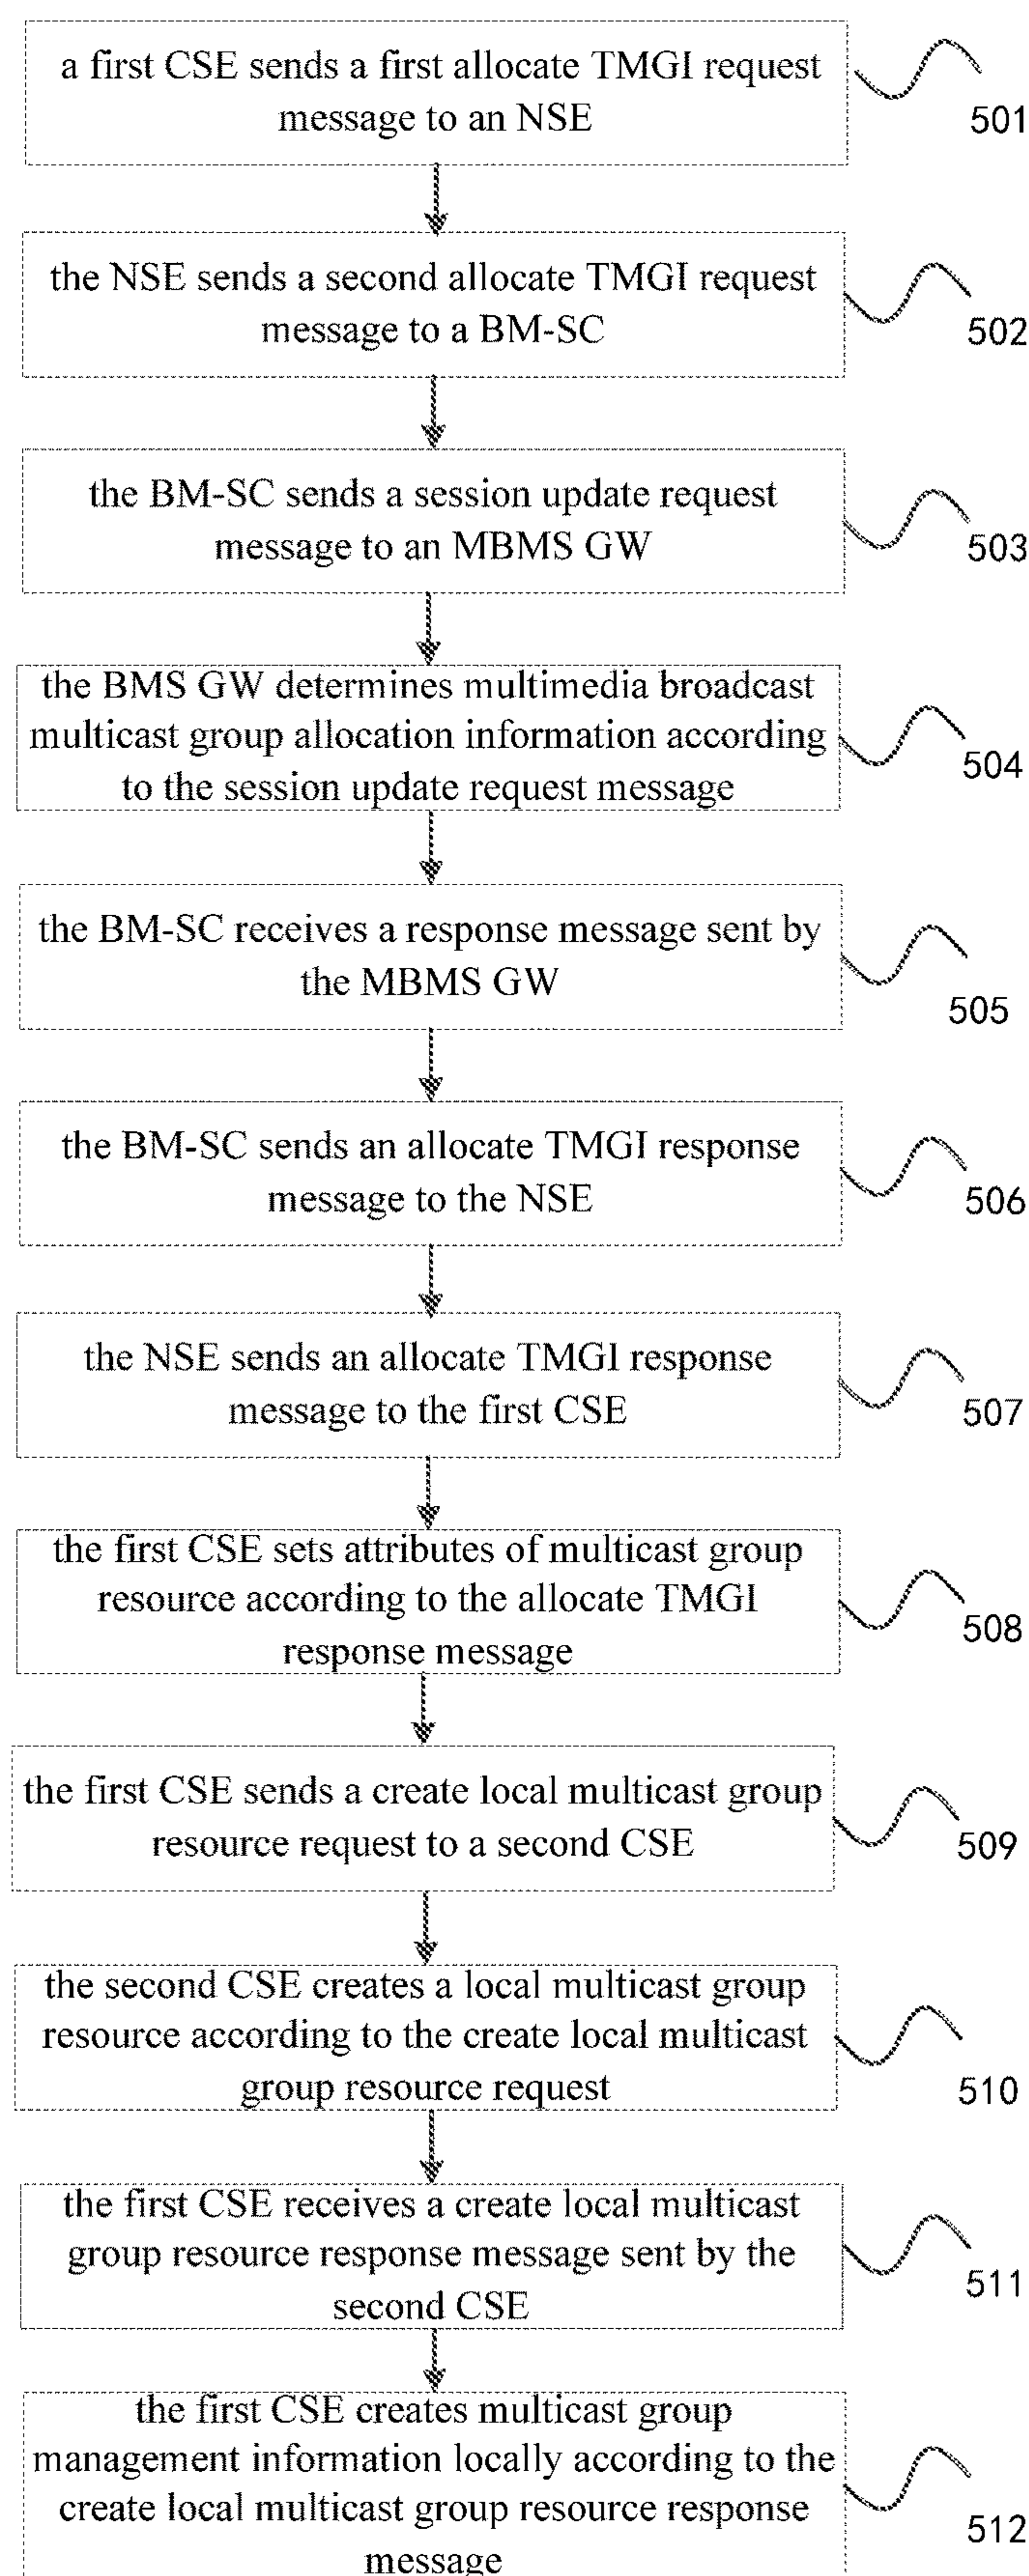 a first CSE sends a first allocate TMGI request
message to an NSE
501
the NSE sends a second allocate TMGI request
message to a BM-SC
502
the BM-SC sends a session update request
message to an MBMS GW
503
the BMS GW determines multimedia broadcast
multicast group allocation information according
to the session update request message
504
the BM-SC receives a response message sent by
the MBMS GW
505
the BM-SC sends an allocate TMGI response
message to the NSE
506
the NSE sends an allocate TMGI response
message to the first CSE
507
the first CSE sets attributes of multicast group
resource according to the allocate TMGI
response message
508
the first CSE sends a create local multicast group
resource request to a second CSE
509
the second CSE creates a local multicast group
resource according to the create local multicast
group resource request
510
the first CSE receives a create local multicast
group resource response message sent by the
second CSE
511
the first CSE creates multicast group
management information locally according to the
create local multicast group resource response
message
512